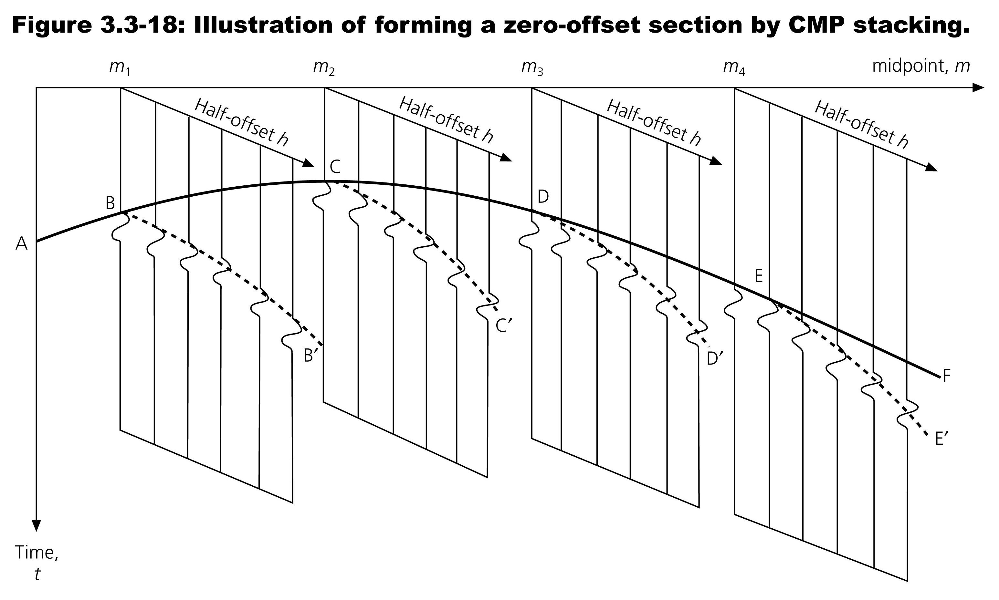 Figure 3.3-18: Illustration of forming a zero-offset section by CMP stacking.
m1 m2 m3 m4 midpoint, m
Half-offset h
Half-offset h
Half-offset h
Half-offset h
C
D
B
A
E
C′
B′
D′
F
E′
Time,
t